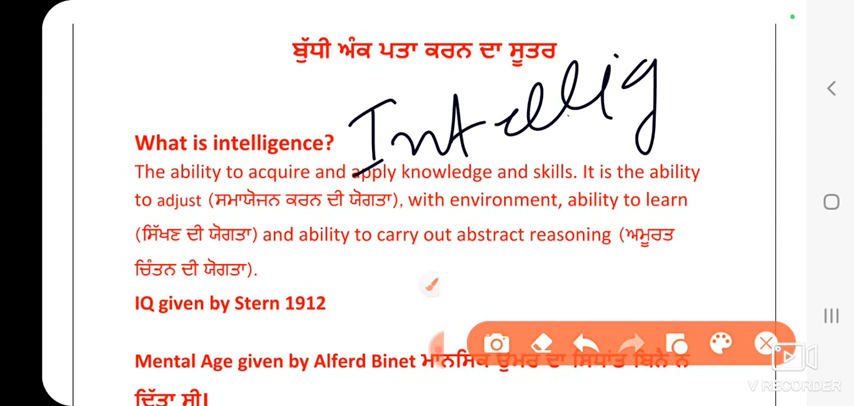 ਬੁੱਧੀ ਅੰਕ ਪਤਾ ਕਰਨ ਦਾ ਸੂਤਰ
Intellig
What is intelligence?
The ability to acquire and apply knowledge and skills. It is the ability
to adjust (ਸਮਾਯੋਜਨ ਕਰਨ ਦੀ ਯੋਗਤਾ), with environment, ability to learn
(ਸਿੱਖਣ ਦੀ ਯੋਗਤਾ) and ability to carry out abstract reasoning (ਅਮੂਰਤ
ਚਿੰਤਨ ਦੀ ਯੋਗਤਾ).
IQ given by Stern 1912
Mental Age given by Alferd Binet ਮਾਨਸਿਕ ਉਮਰ ਦਾ ਸਿਧਾਂਤ ਬਿਨੇ ਨੇ
ਦਿੱਤਾ ਸੀ।
V RECORDER